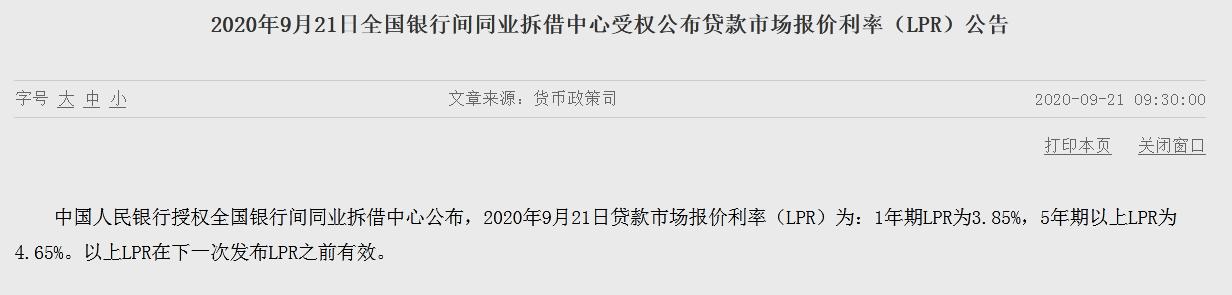 2020年9月21日全国银行间同业拆借中心受权公布贷款市场报价利率（LPR）公告
字号 大 中 小 文章来源：货币政策司 2020-09-21 09:30:00
打印本页 关闭窗口
中国人民银行授权全国银行间同业拆借中心公布，2020年9月21日贷款市场报价利率（LPR）为：1年期LPR为3.85%，5年期以上LPR为
4.65%。以上LPR在下一次发布LPR之前有效。